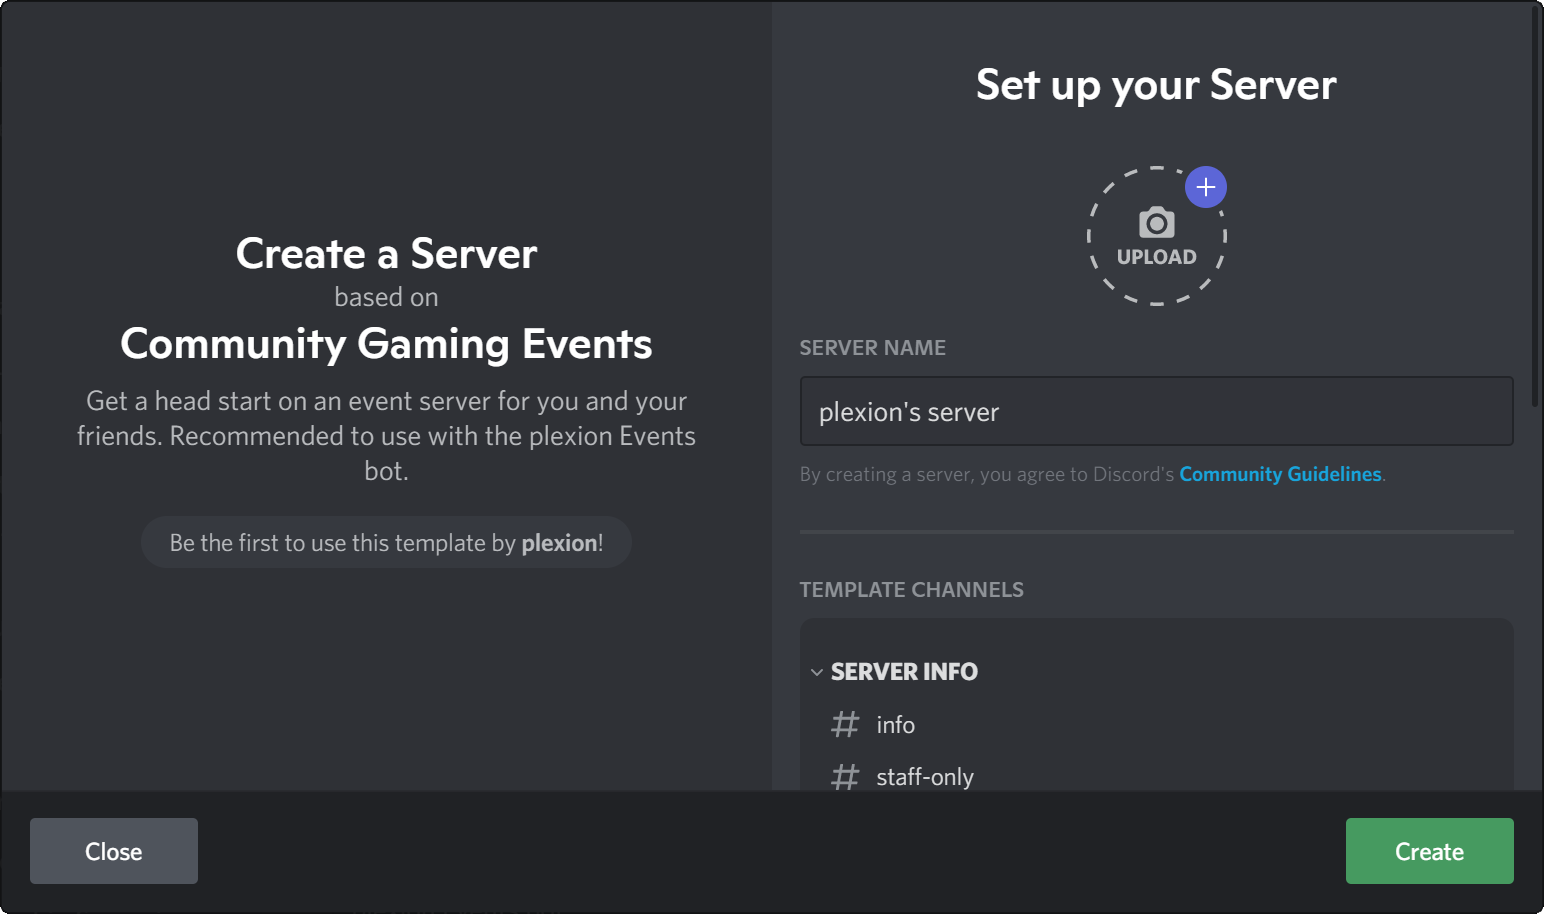 Create a Server
based on
Community Gaming Events
Get a head start on an event server for you and your
friends. Recommended to use with the plexion Events
bot.
Be the first to use this template by plexion!
Set up your Server
UPLOAD
SERVER NAME
plexion's server
By creating a server, you agree to Discord's Community Guidelines.
TEMPLATE CHANNELS
SERVER INFO
# info
# staff-only
Close
Create